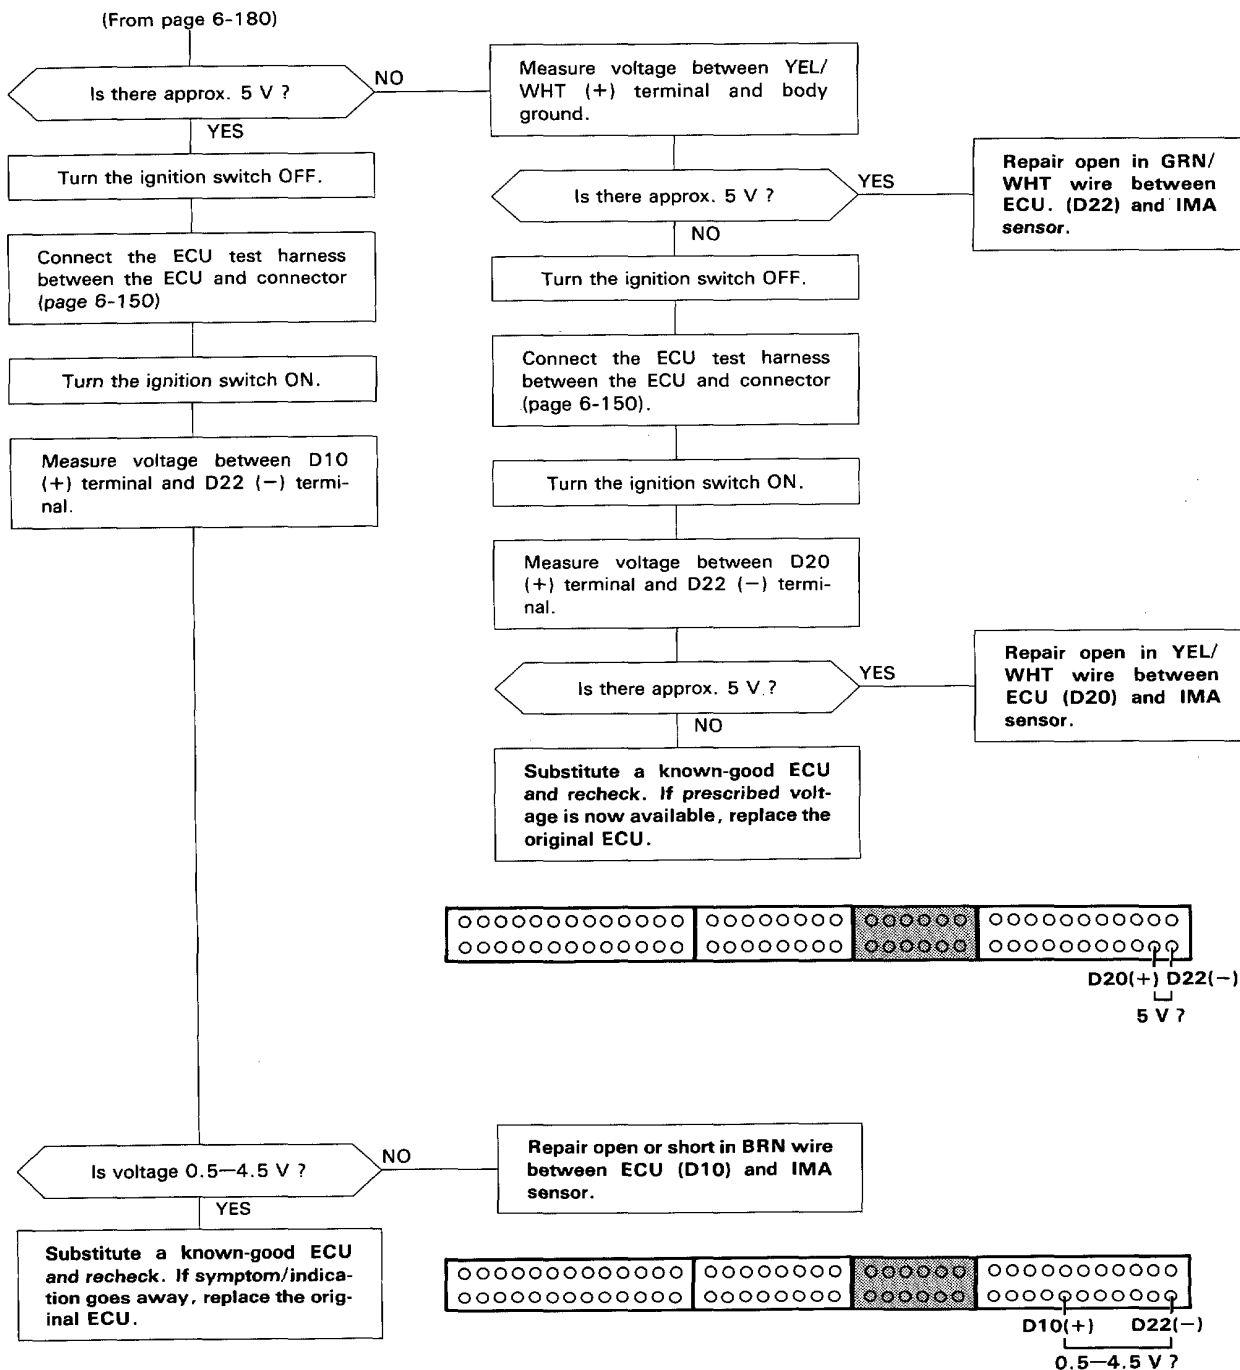 (From page 6-180)
Is there approx. 5 V ?
NO
YES
Turn the ignition switch OFF.
Connect the ECU test harness
between the ECU and connector
(page 6-150)
Turn the ignition switch ON.
Measure voltage between D10
(+) terminal and D22 (−) termi-
nal.
Measure voltage between YEL/
WHT (+) terminal and body
ground.
Is there approx. 5 V ?
YES
NO
Repair open in GRN/
WHT wire between
ECU. (D22) and IMA
sensor.
Turn the ignition switch OFF.
Connect the ECU test harness
between the ECU and connector
(page 6-150).
Turn the ignition switch ON.
Measure voltage between D20
(+) terminal and D22 (−) termi-
nal.
Is there approx. 5 V ?
YES
NO
Repair open in YEL/
WHT wire between
ECU (D20) and IMA
sensor.
Substitute a known-good ECU
and recheck. If prescribed volt-
age is now available, replace the
original ECU.
D20(+) D22(−)
5 V ?
Is voltage 0.5—4.5 V ?
NO
YES
Repair open or short in BRN wire
between ECU (D10) and IMA
sensor.
Substitute a known-good ECU
and recheck. If symptom/indica-
tion goes away, replace the orig-
inal ECU.
D10(+) D22(−)
0.5—4.5 V ?